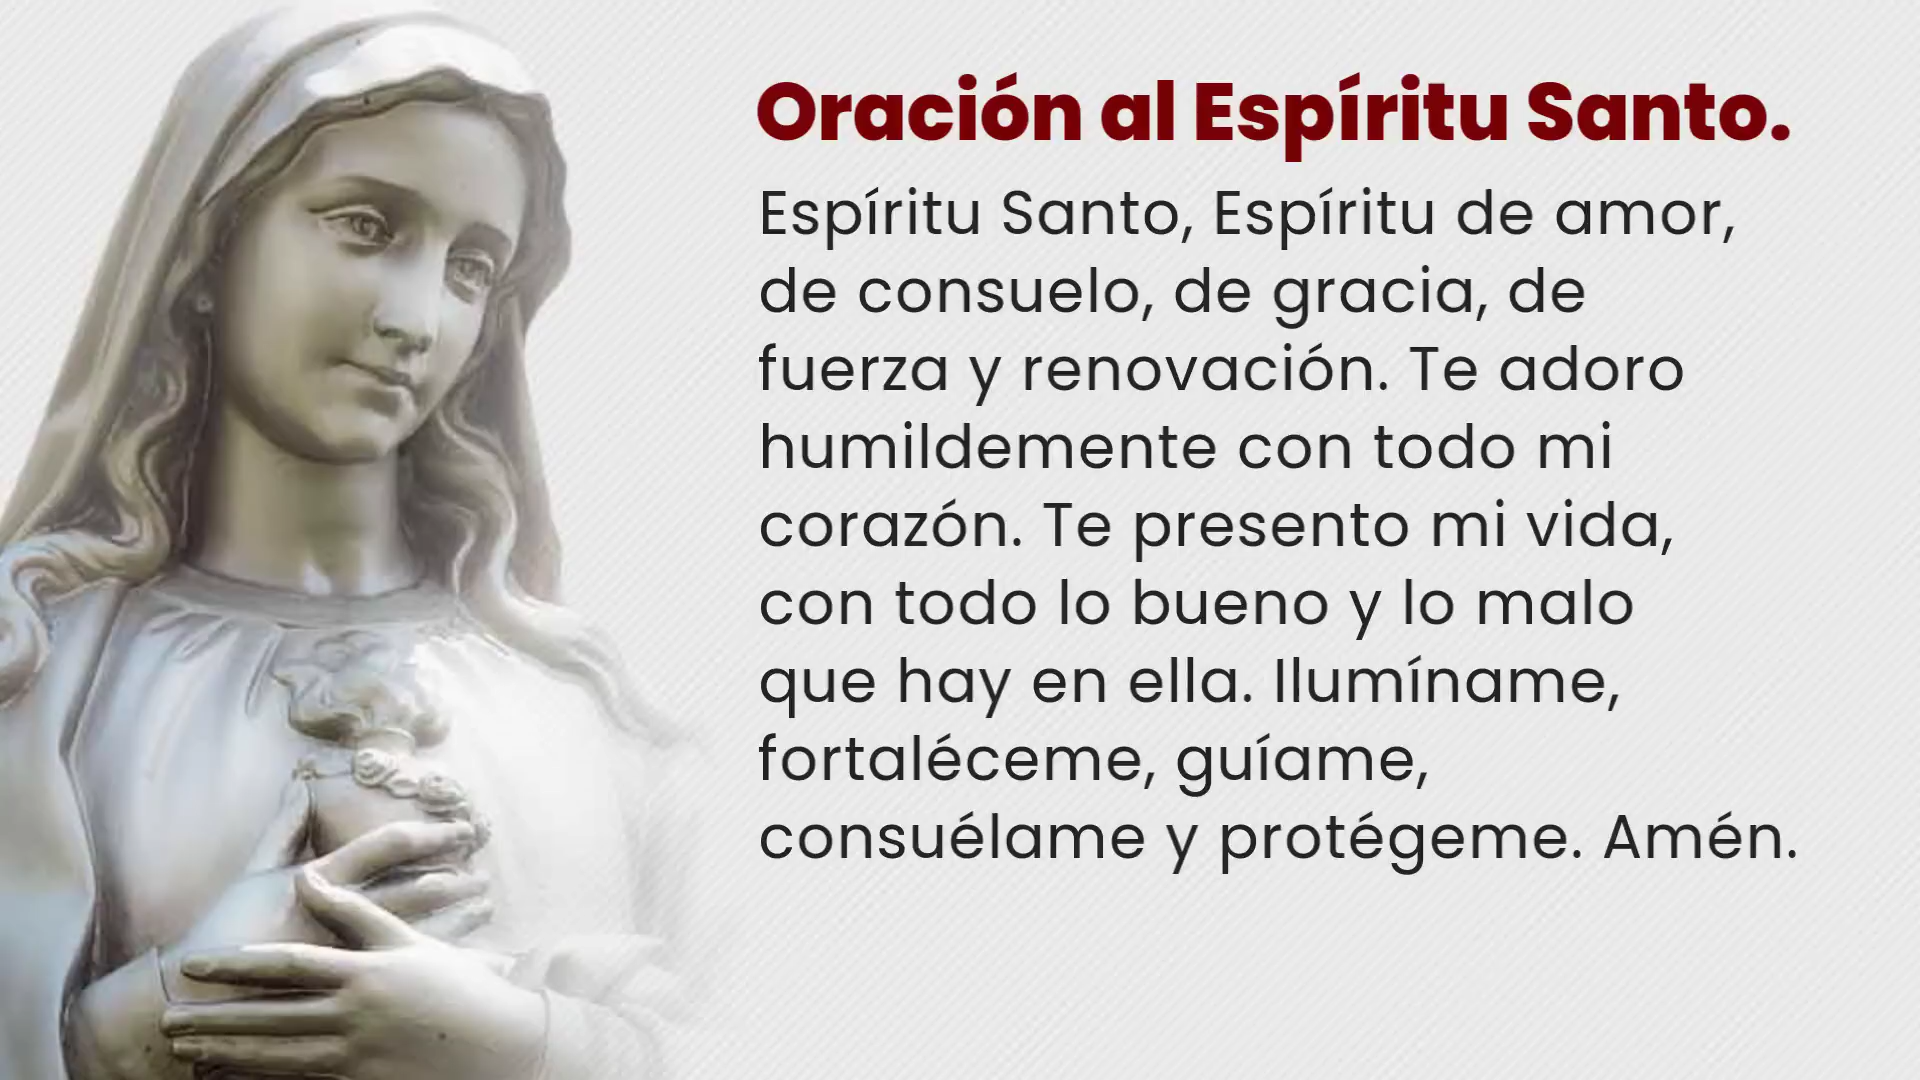 Oración al Espíritu Santo.
Espíritu Santo, Espíritu de amor,
de consuelo, de gracia, de
fuerza y renovación. Te adoro
humildemente con todo mi
corazón. Te presento mi vida,
con todo lo bueno y lo malo
que hay en ella. Ilumíname,
fortaléceme, guíame,
consuélame y protégeme. Amén.